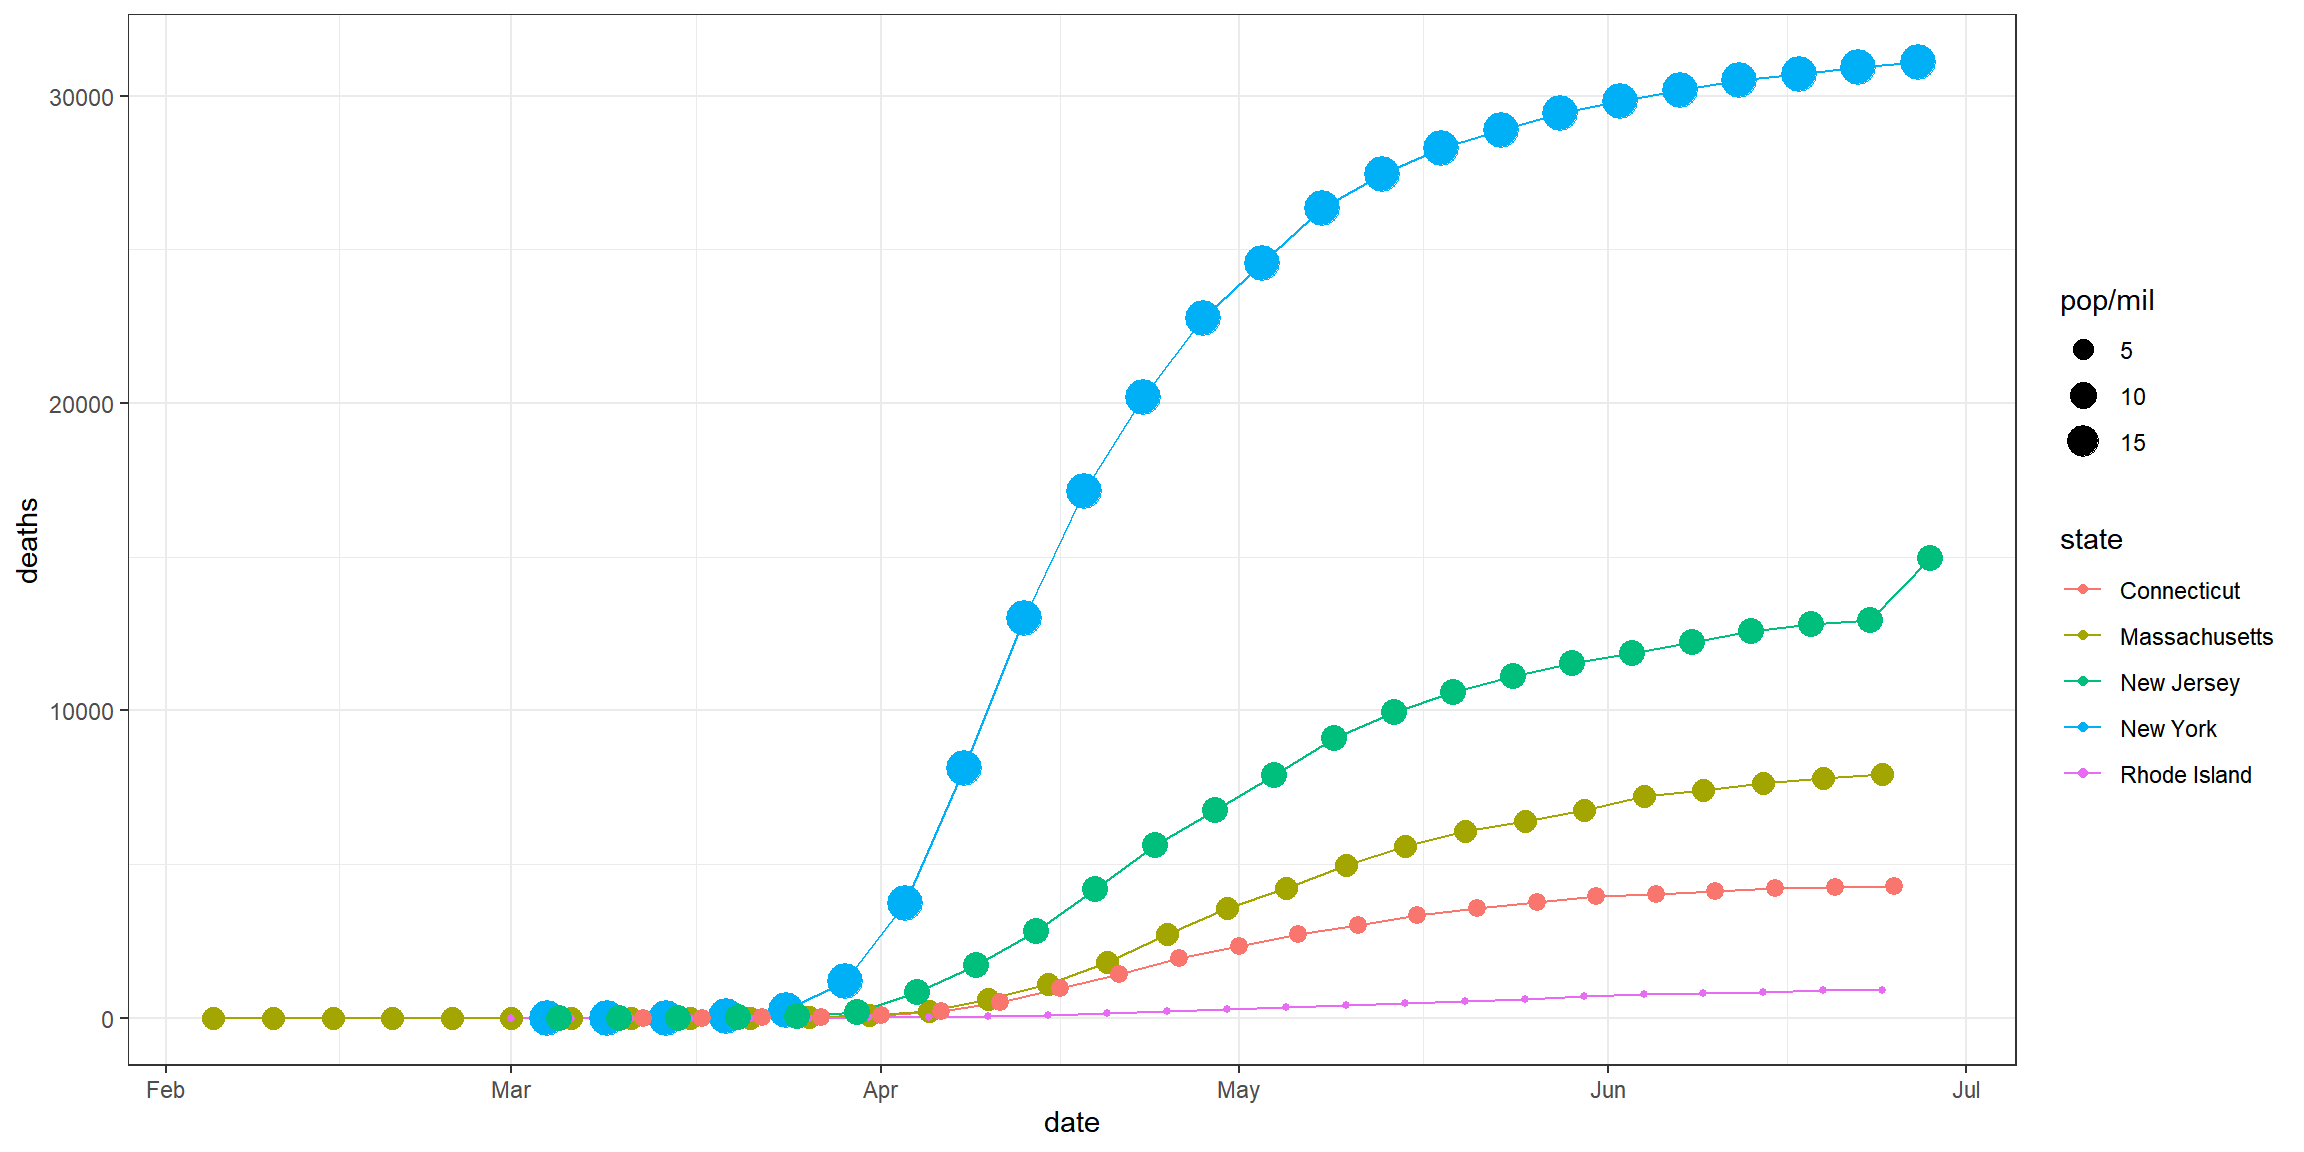 30000
20000
10000
0
deaths
Feb
Mar
Apr
May
Jun
Jul
date
pop/mil
5
10
15
state
Connecticut
Massachusetts
New Jersey
New York
Rhode Island